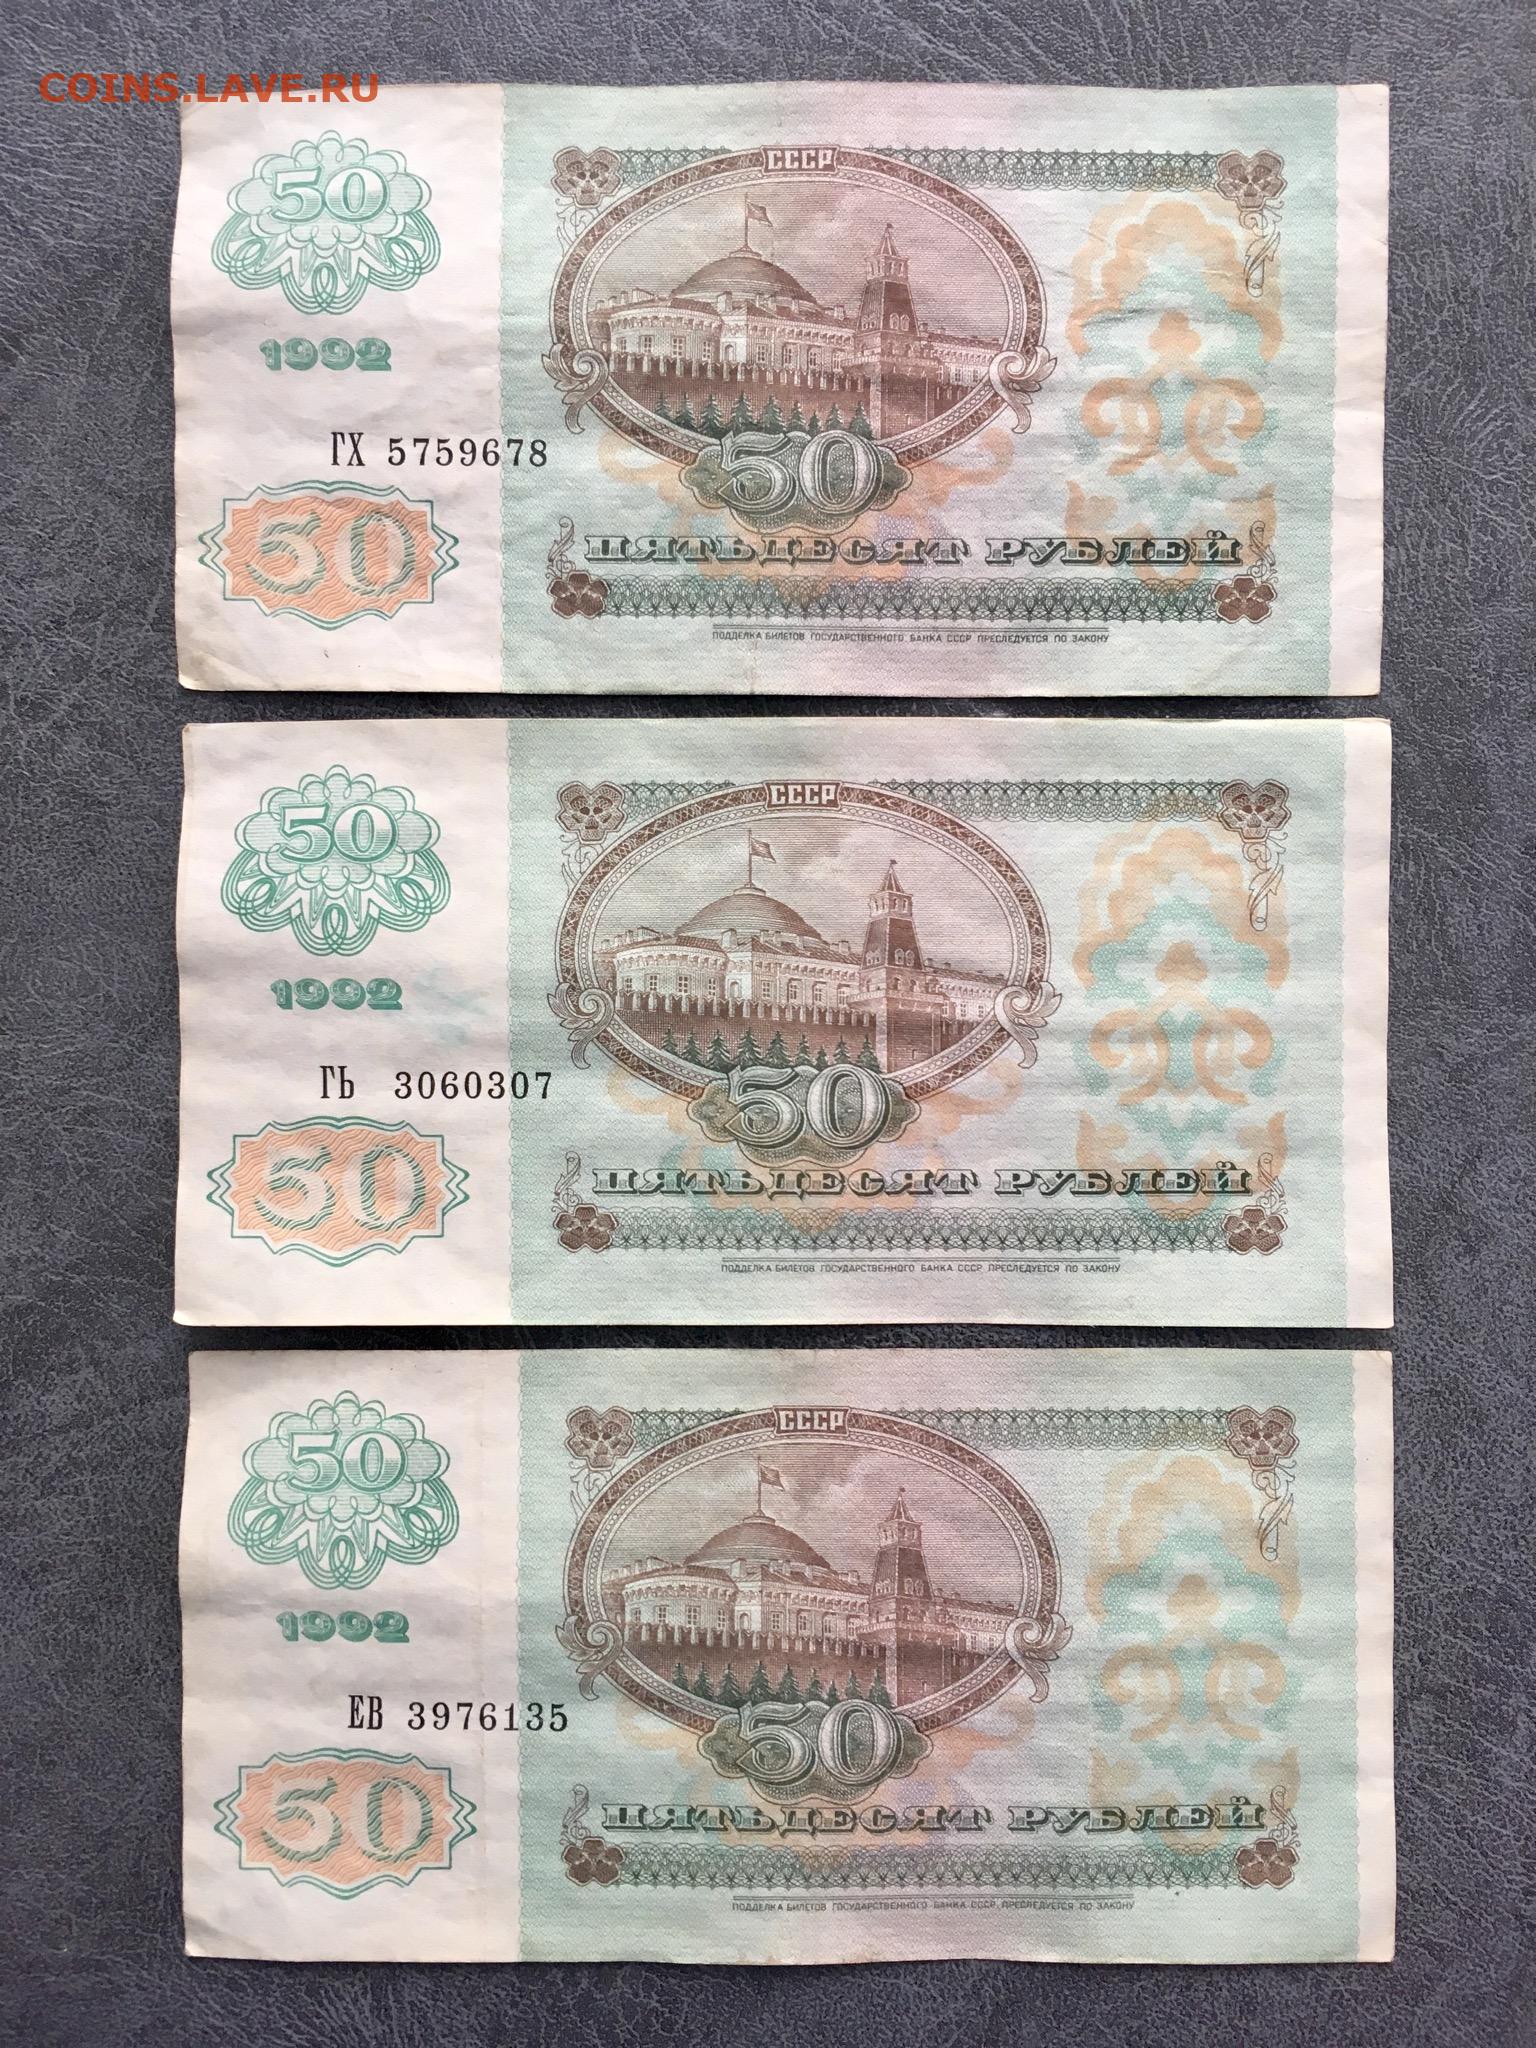 COINS.LAVE.RU
СССР
50
1992
ГХ 5759678
50
50
ПЯТЬДЕСЯТ РУБЛЕЙ
ПОДДЕЛКА БИЛЕТОВ ГОСУДАРСТВЕННОГО БАНКА СССР ПРЕСЛЕДУЕТСЯ ПО ЗАКОНУ
СССР
50
1992
ГЬ 3060307
50
50
ПЯТЬДЕСЯТ РУБЛЕЙ
ПОДДЕЛКА БИЛЕТОВ ГОСУДАРСТВЕННОГО БАНКА СССР ПРЕСЛЕДУЕТСЯ ПО ЗАКОНУ
СССР
50
1992
ЕВ 3976135
50
50
ПЯТЬДЕСЯТ РУБЛЕЙ
ПОДДЕЛКА БИЛЕТОВ ГОСУДАРСТВЕННОГО БАНКА СССР ПРЕСЛЕДУЕТСЯ ПО ЗАКОНУ